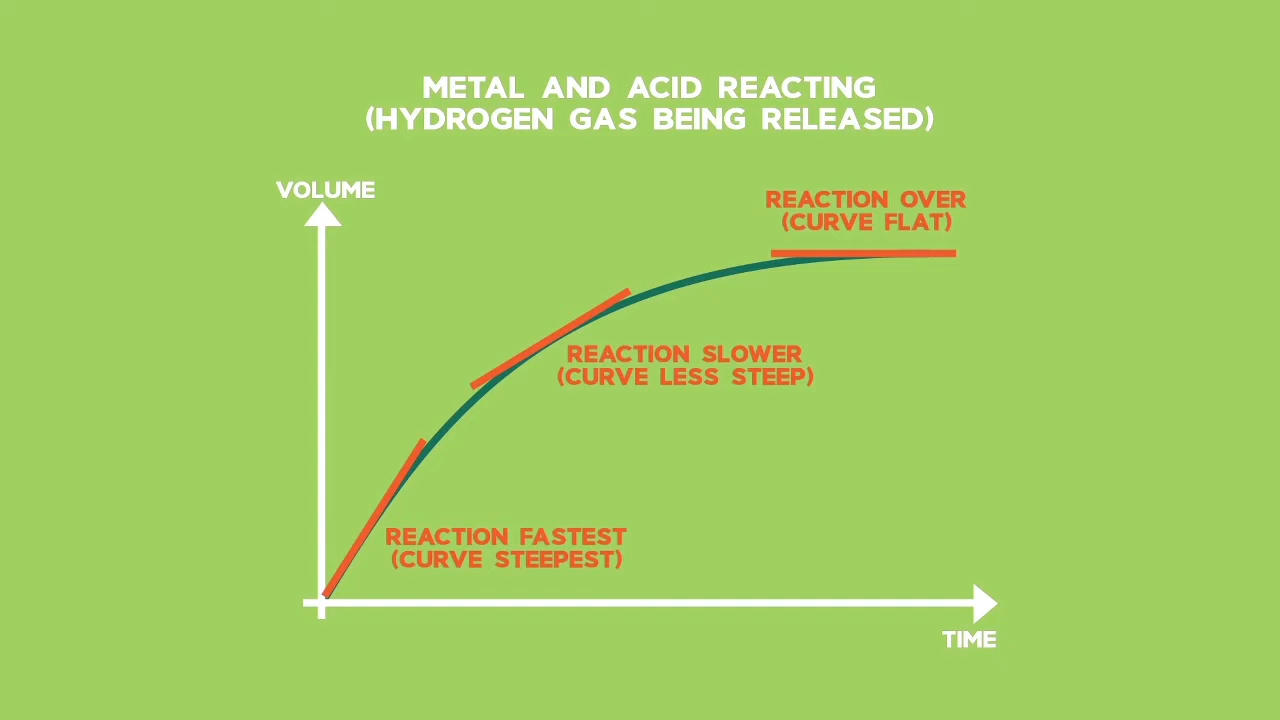 METAL AND ACID REACTING
(HYDROGEN GAS BEING RELEASED)
VOLUME
REACTION OVER
(CURVE FLAT)
REACTION SLOWER
(CURVE LESS STEEP)
REACTION FASTEST
(CURVE STEEPEST)
TIME